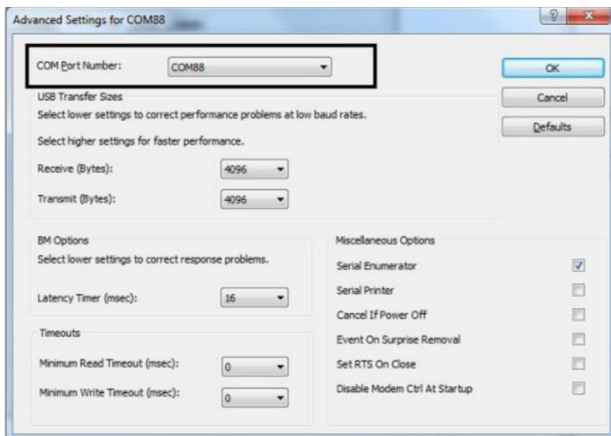 Advanced Settings for COM88
COM Port Number: COM88
OK
USB Transfer Sizes
Cancel
Select lower settings to correct performance problems at low baud rates.
Defaults
Select higher settings for faster performance.
Receive (Bytes): 4096
Transmit (Bytes): 4096
BM Options
Select lower settings to correct response problems.
Latency Timer (msec): 16
Timeouts
Minimum Read Timeout (msec): 0
Minimum Write Timeout (msec): 0
Miscellaneous Options
Serial Enumerator
Serial Printer
Cancel If Power Off
Event On Surprise Removal
Set RTS On Close
Disable Modem Ctrl At Startup